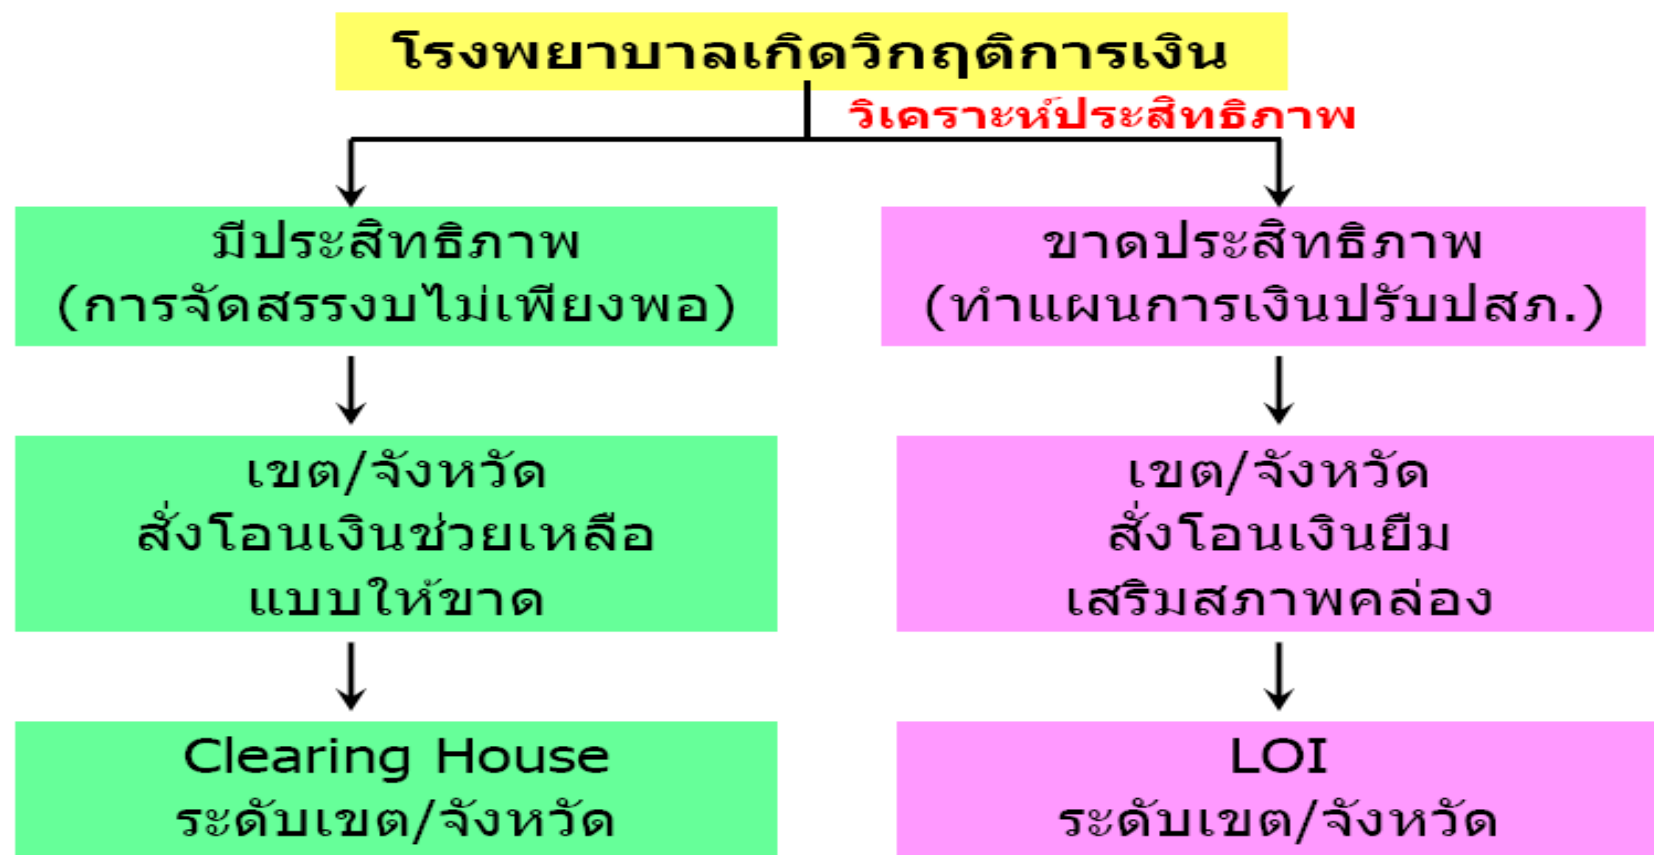 โรงพยาบาลเกิดวิกฤติการเงิน
วิเคราะห์ประสิทธิภาพ
มีประสิทธิภาพ
(การจัดสรรงบไม่เพียงพอ)
เขต/จังหวัด
สั่งโอนเงินช่วยเหลือ
แบบให้ขาด
Clearing House
ระดับเขต/จังหวัด
ขาดประสิทธิภาพ
(ทำแผนการเงินปรับปสภ.)
เขต/จังหวัด
สั่งโอนเงินยืม
เสริมสภาพคล่อง
LOI
ระดับเขต/จังหวัด